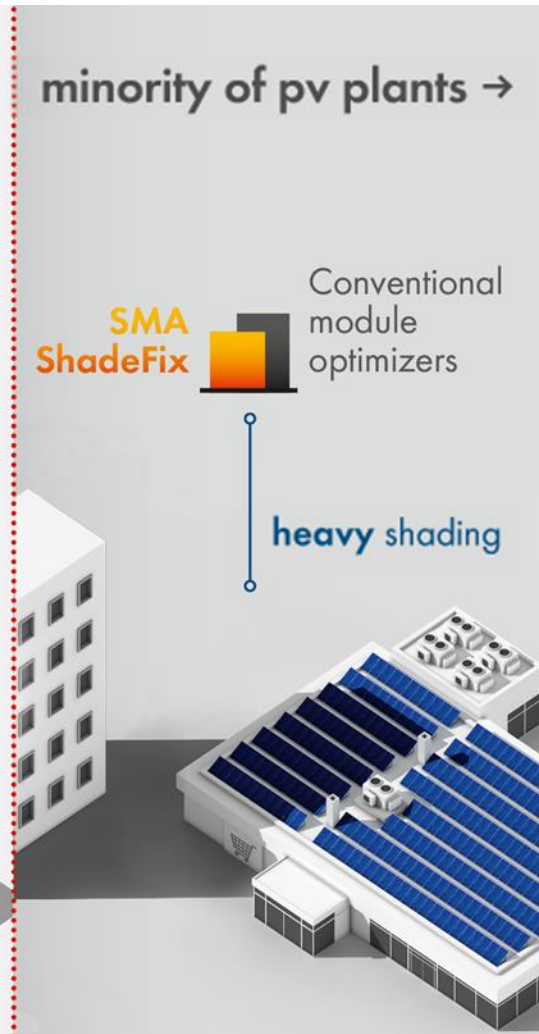 minority of pv plants →
SMA
ShadeFix
Conventional
module
optimizers
heavy shading